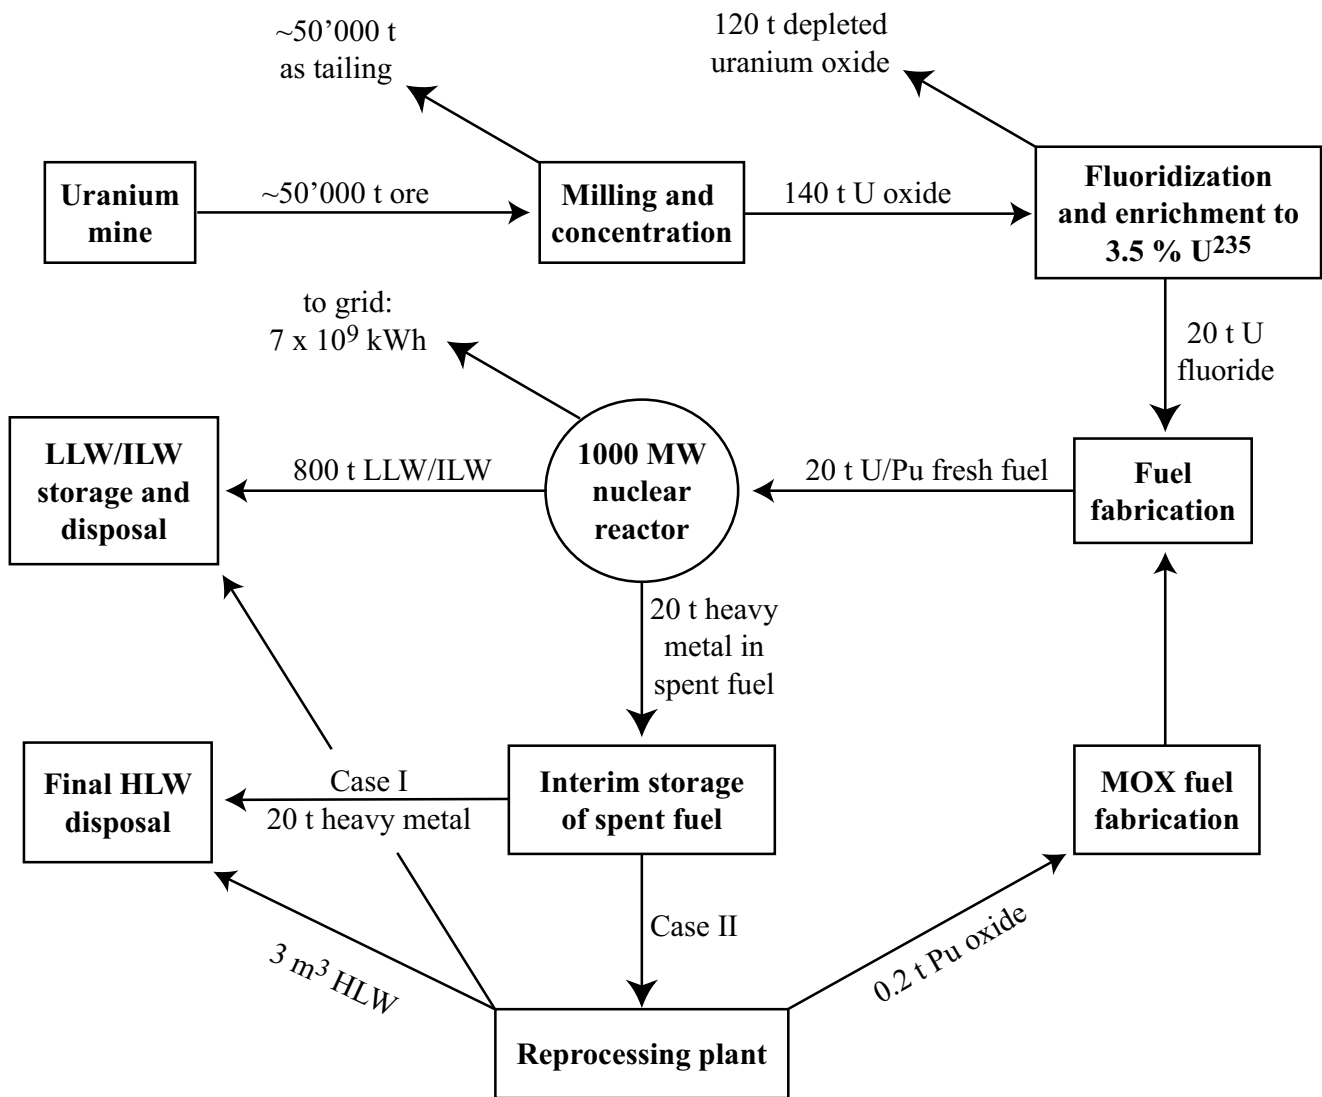 ~50’000 t
as tailing
120 t depleted
uranium oxide
Uranium
mine
~50’000 t ore
Milling and
concentration
140 t U oxide
Fluoridization
and enrichment to
3.5 % U235
to grid:
7 x 109 kWh
20 t U
fluoride
LLW/ILW
storage and
disposal
800 t LLW/ILW
1000 MW
nuclear
reactor
20 t U/Pu fresh fuel
Fuel
fabrication
20 t heavy
metal in
spent fuel
Final HLW
disposal
Case I
20 t heavy metal
Interim storage
of spent fuel
MOX fuel
fabrication
Case II
3 m3 HLW
0.2 t Pu oxide
Reprocessing plant